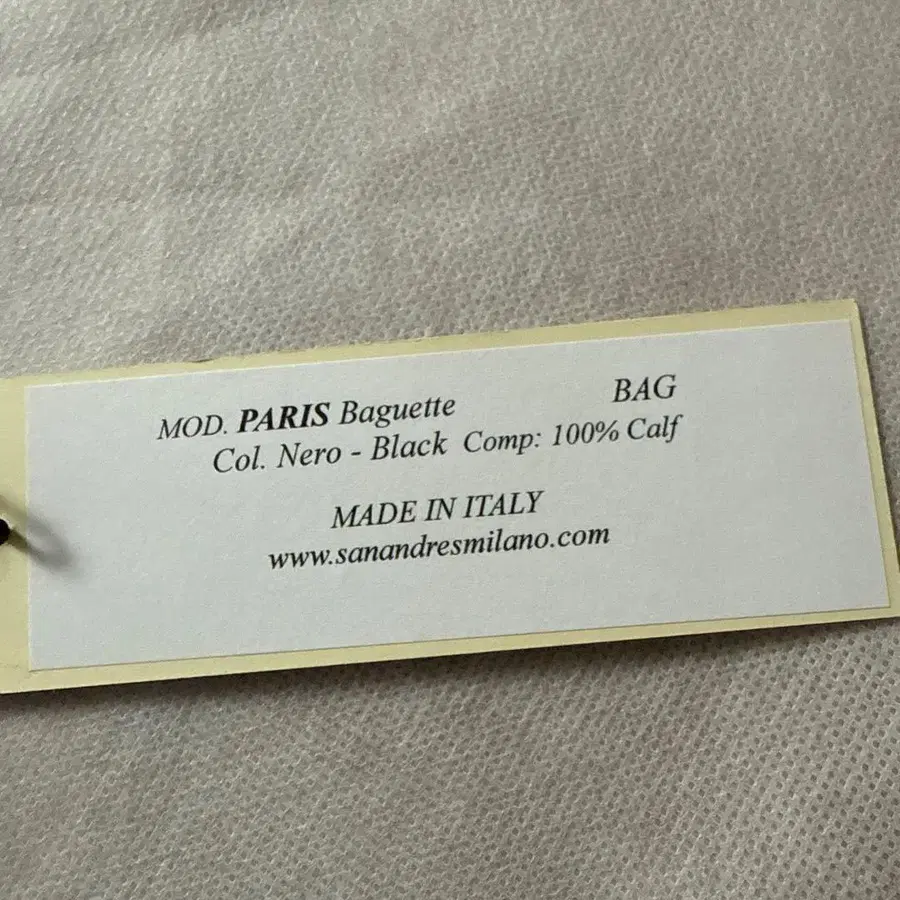 MOD. PARIS Baguette BAG
Col. Nero - Black Comp: 100% Calf
MADE IN ITALY
www.sanandresmilano.com